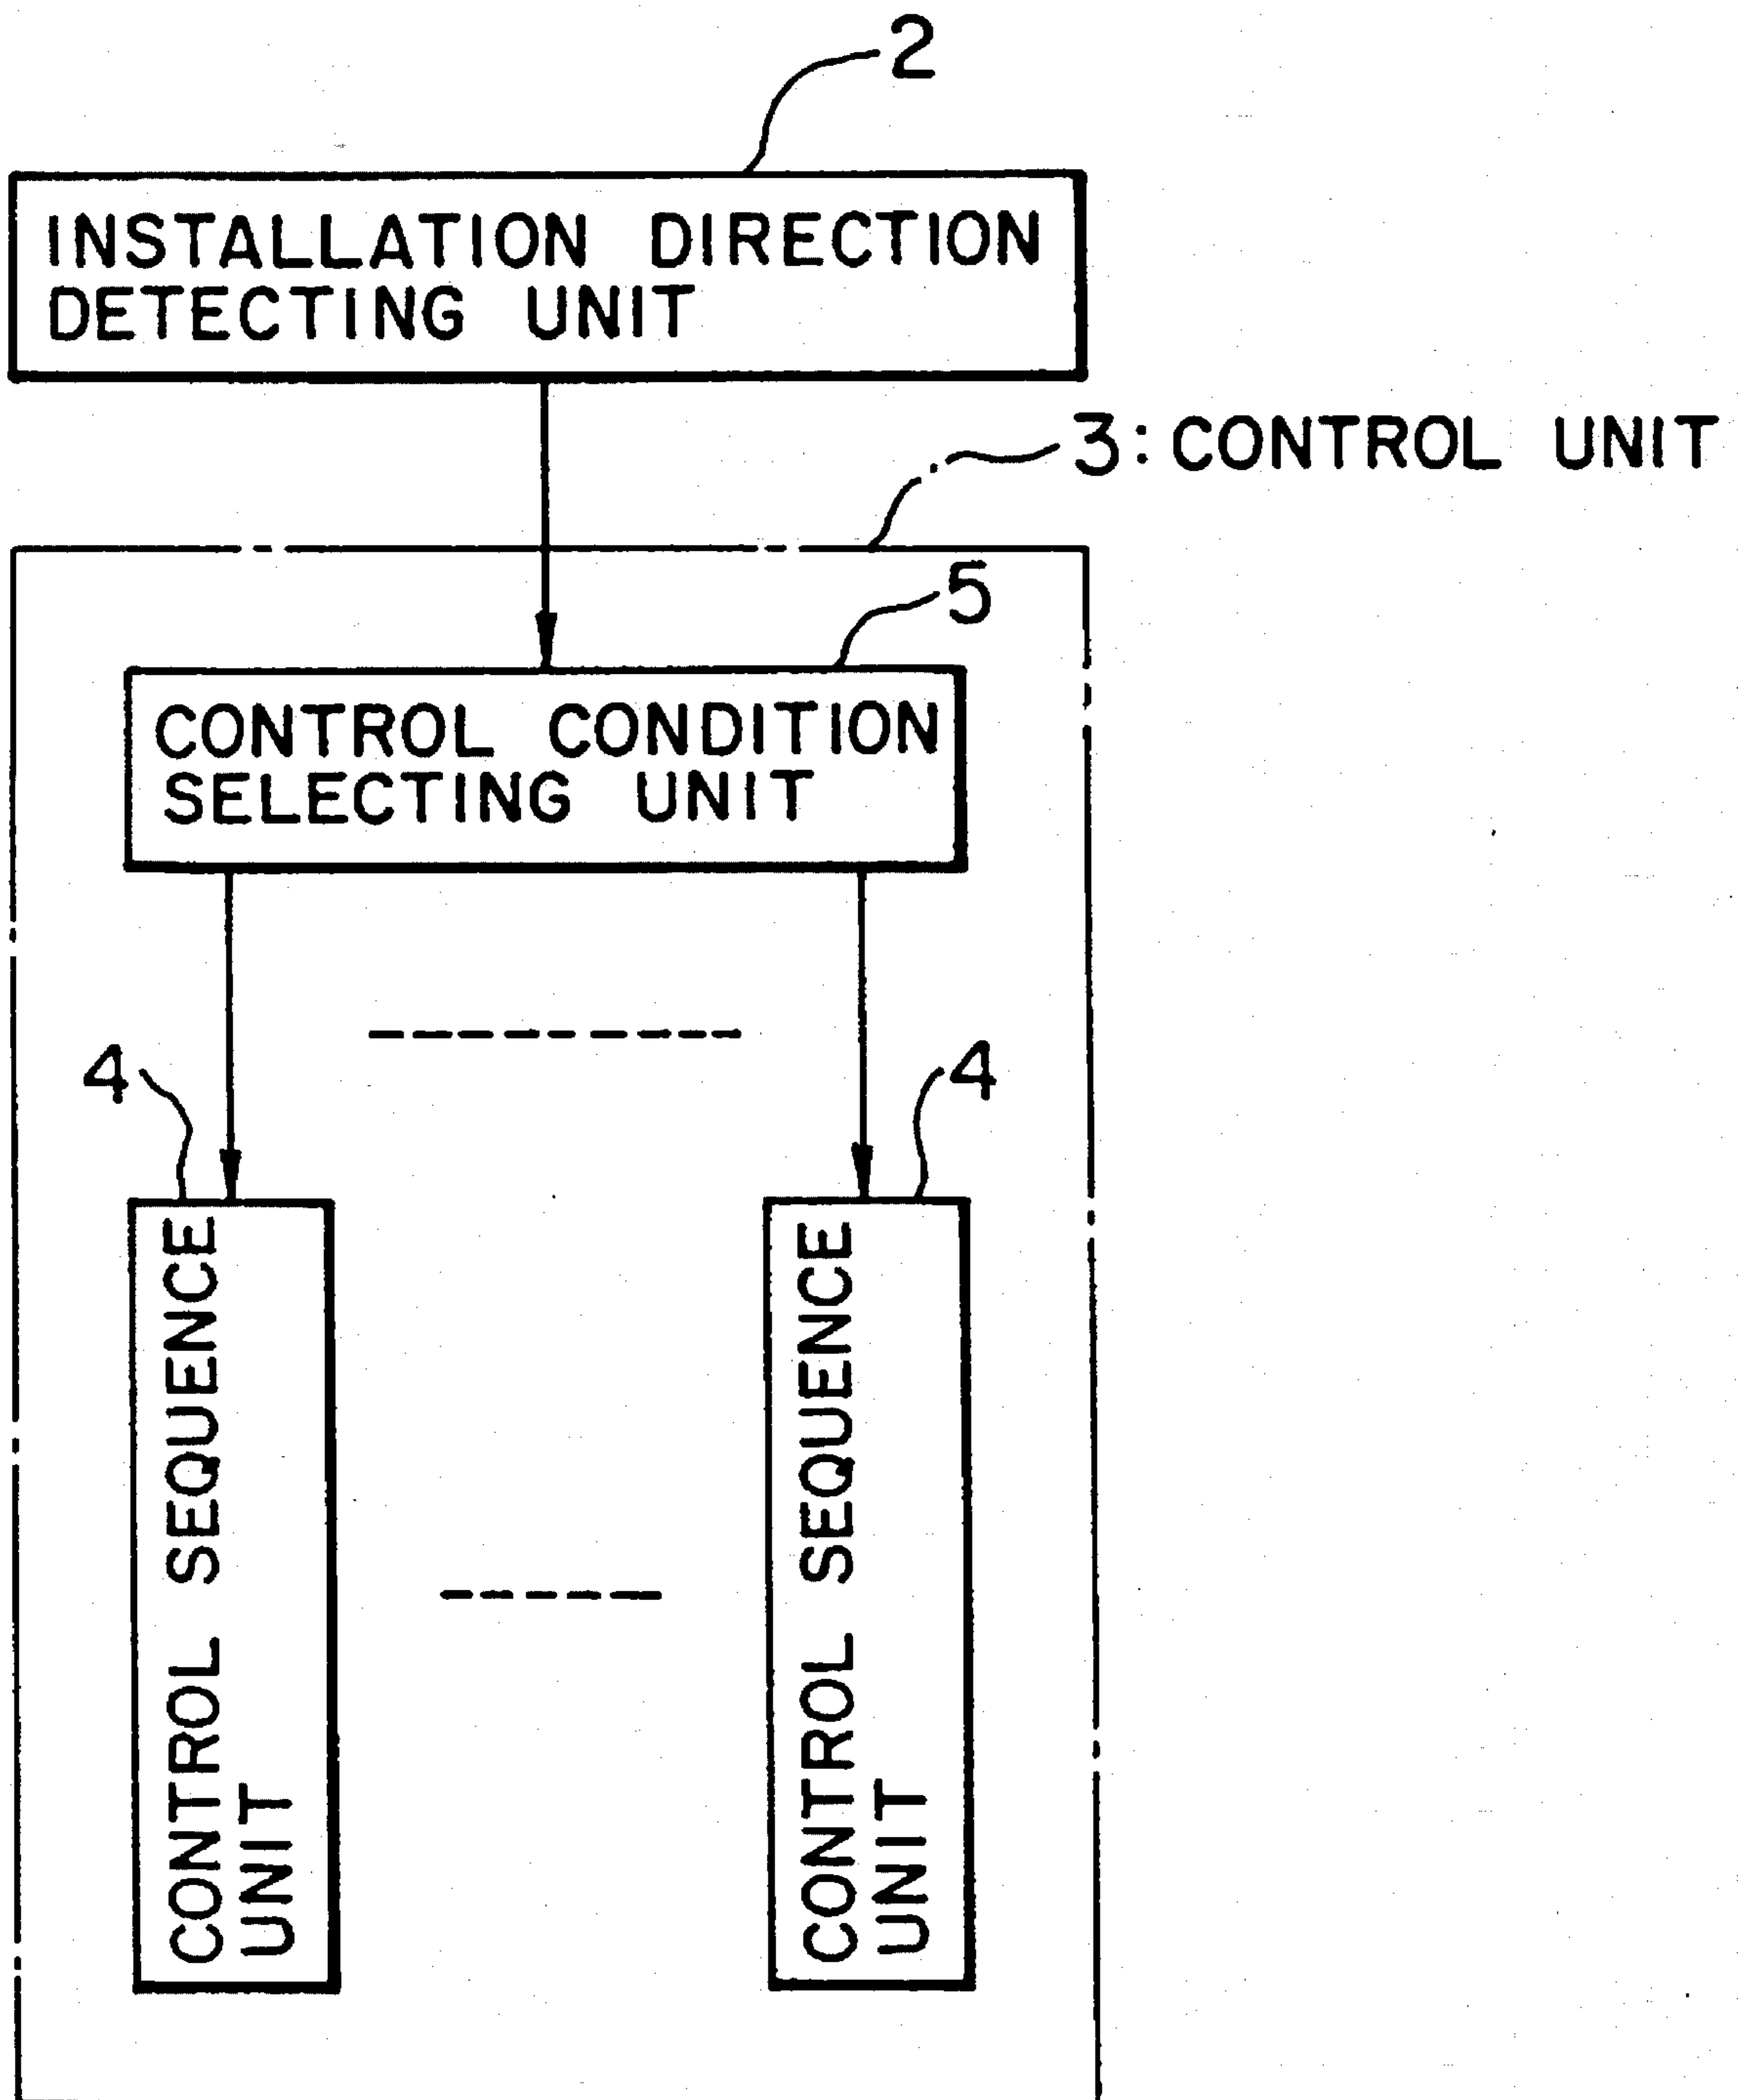 2
INSTALLATION DIRECTION
DETECTING UNIT
3: CONTROL UNIT
5
CONTROL CONDITION
SELECTING UNIT
4
4
CONTROL SEQUENCE
UNIT
CONTROL SEQUENCE
UNIT